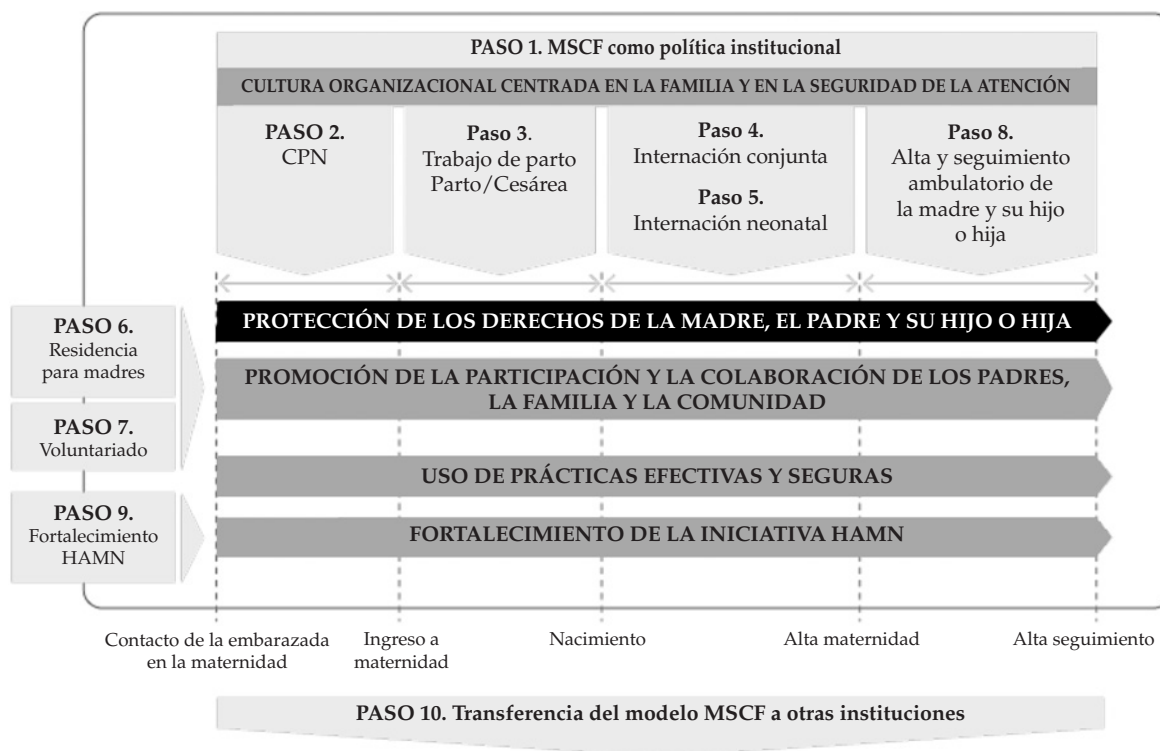 PASO 1. MSCF como política institucional
CULTURA ORGANIZACIONAL CENTRADA EN LA FAMILIA Y EN LA SEGURIDAD DE LA ATENCIÓN
PASO 2.
CPN
Paso 3.
Trabajo de parto
Parto/Cesárea
Paso 4.
Internación conjunta
Paso 5.
Internación neonatal
Paso 8.
Alta y seguimiento
ambulatorio de
la madre y su hijo
o hija
PASO 6.
Residencia
para madres
PASO 7.
Voluntariado
PASO 9.
Fortalecimiento
HAMN
PROTECCIÓN DE LOS DERECHOS DE LA MADRE, EL PADRE Y SU HIJO O HIJA
PROMOCIÓN DE LA PARTICIPACIÓN Y LA COLABORACIÓN DE LOS PADRES,
LA FAMILIA Y LA COMUNIDAD
USO DE PRÁCTICAS EFECTIVAS Y SEGURAS
FORTALECIMIENTO DE LA INICIATIVA HAMN
Contacto de la embarazada
en la maternidad
Ingreso a
maternidad
Nacimiento
Alta maternidad
Alta seguimiento
PASO 10. Transferencia del modelo MSCF a otras instituciones